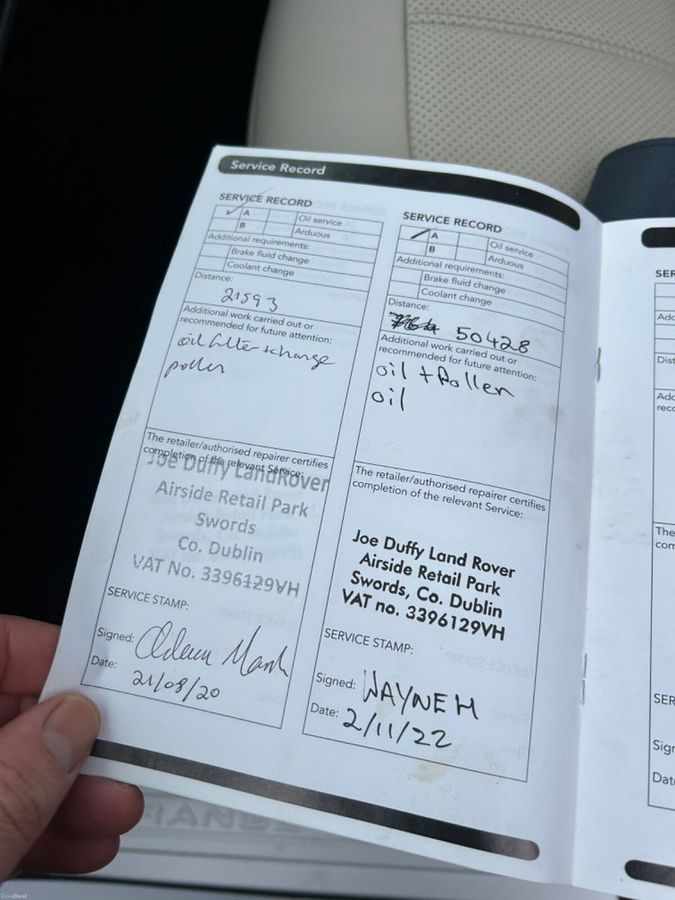 Service Record
SERVICE RECORD
A
Oil service
B
Arduous
Additional requirements:
Brake fluid change
Coolant change
Distance:
21593
Additional work carried out or
recommended for future attention:
oil filter + change
pollen
The retailer/authorised repairer certifies
completion of the relevant Service:
Joe Duffy LandRover
Airside Retail Park
Swords
Co. Dublin
VAT No. 3396129VH
SERVICE STAMP:
Signed:
Date: 21/08/20
SERVICE RECORD
A
Oil service
B
Arduous
Additional requirements:
Brake fluid change
Coolant change
Distance:
50428
Additional work carried out or
recommended for future attention:
oil + Pollen
oil
The retailer/authorised repairer certifies
completion of the relevant Service:
Joe Duffy Land Rover
Airside Retail Park
Swords, Co. Dublin
VAT no. 3396129VH
SERVICE STAMP:
Signed: WAYNE H
Date: 2/11/22
DoneDeal